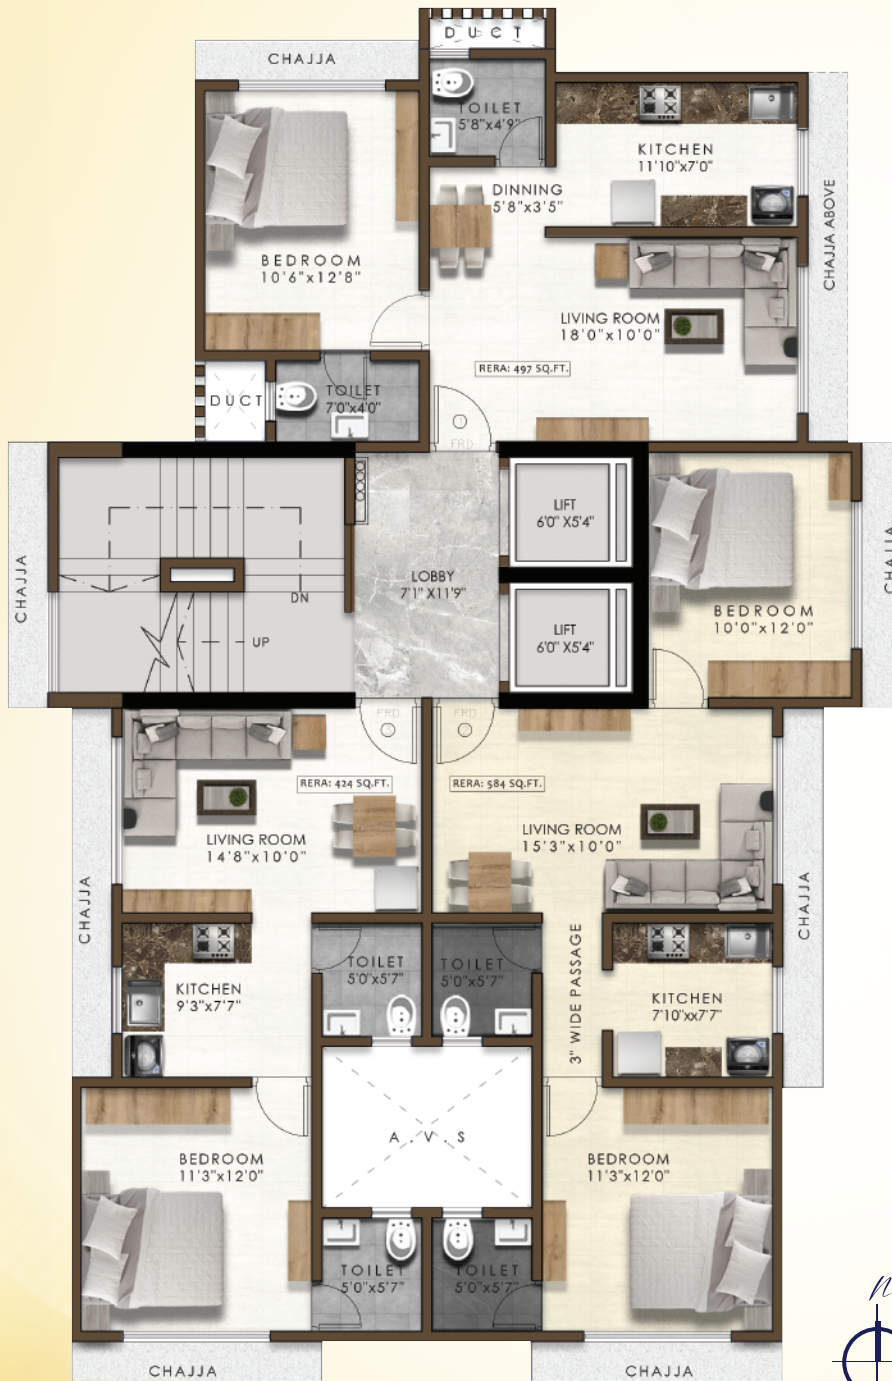 DUCT
CHAJJA
TOILET
5'8"x4'9"
KITCHEN
11'10"x7'0"
DINNING
5'8"x3'5"
CHAJJA ABOVE
BEDROOM
10'6"x12'8"
LIVING ROOM
18'0"x10'0"
RERA: 497 SQ.FT.
DUCT
TOILET
7'0"x4'0"
FRD
LIFT
6'0" X5'4"
CHAJJA
CHAJJA
LOBBY
7'1" X11'9"
DN
UP
LIFT
6'0" X5'4"
BEDROOM
10'0"x12'0"
FRD
FRD
RERA: 424 SQ.FT.
RERA: 584 SQ.FT.
LIVING ROOM
14'8"x10'0"
LIVING ROOM
15'3"x10'0"
CHAJJA
CHAJJA
TOILET
5'0"x5'7"
TOILET
5'0"x5'7"
3" WIDE PASSAGE
KITCHEN
9'3"x7'7"
KITCHEN
7'10"xx7'7"
A.V.S
BEDROOM
11'3"x12'0"
BEDROOM
11'3"x12'0"
TOILET
5'0"x5'7"
TOILET
5'0"x5'7"
n
CHAJJA
CHAJJA